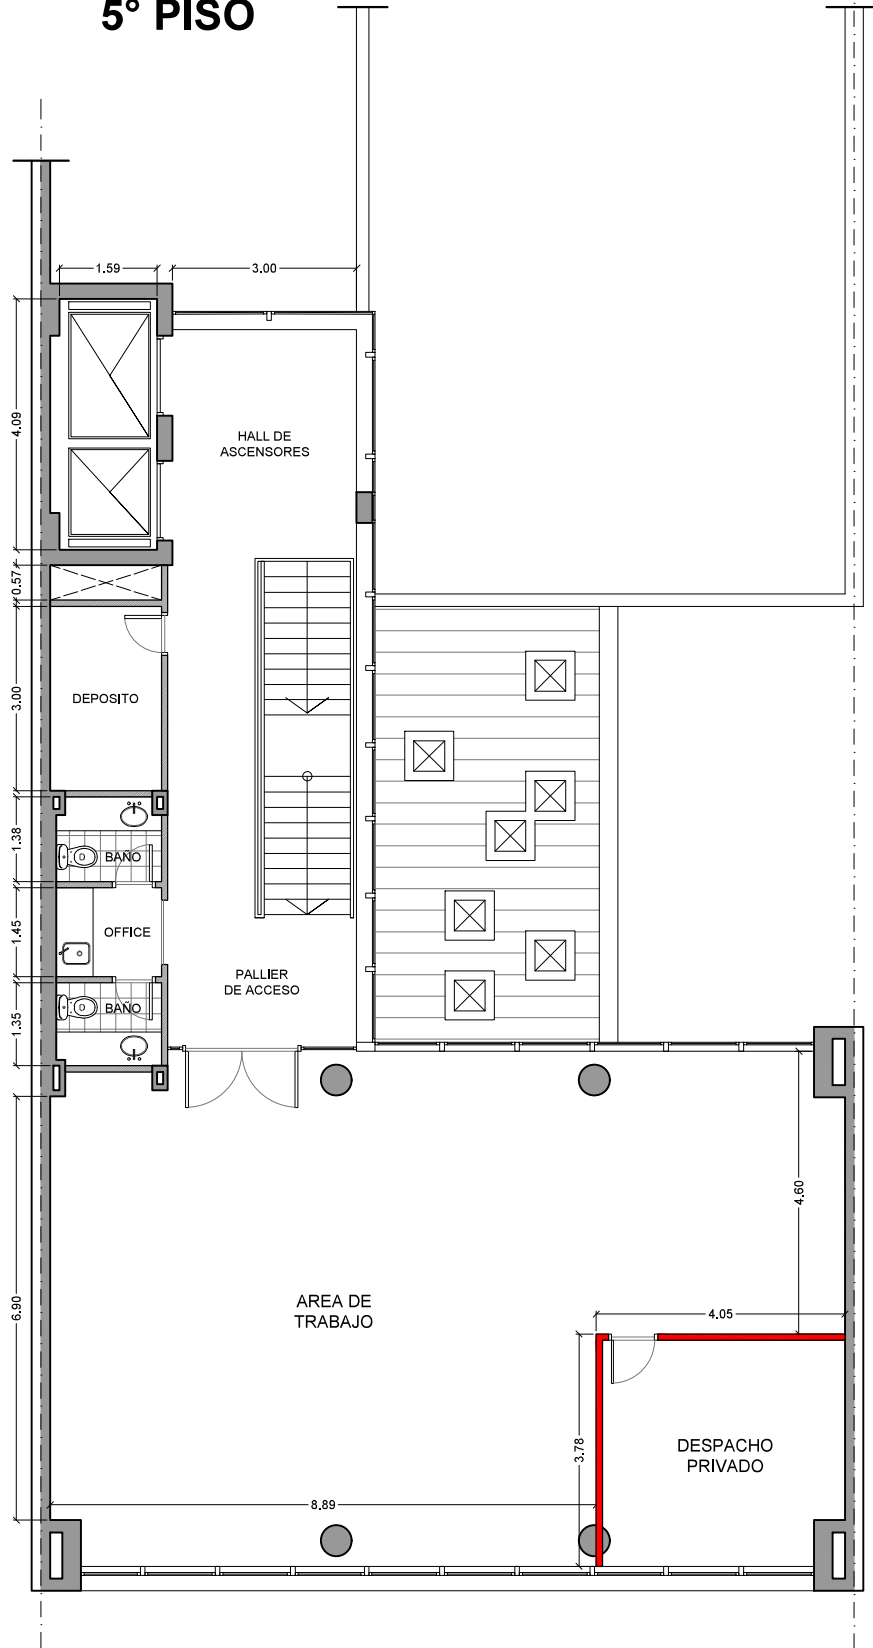 5° PISO
1.59
3.00
4.09
HALL DE
ASCENSORES
0.57
3.00
DEPOSITO
1.38
BAÑO
1.45
OFFICE
PALLIER
DE ACCESO
1.35
BAÑO
4.60
6.90
AREA DE
TRABAJO
4.05
3.78
DESPACHO
PRIVADO
8.89